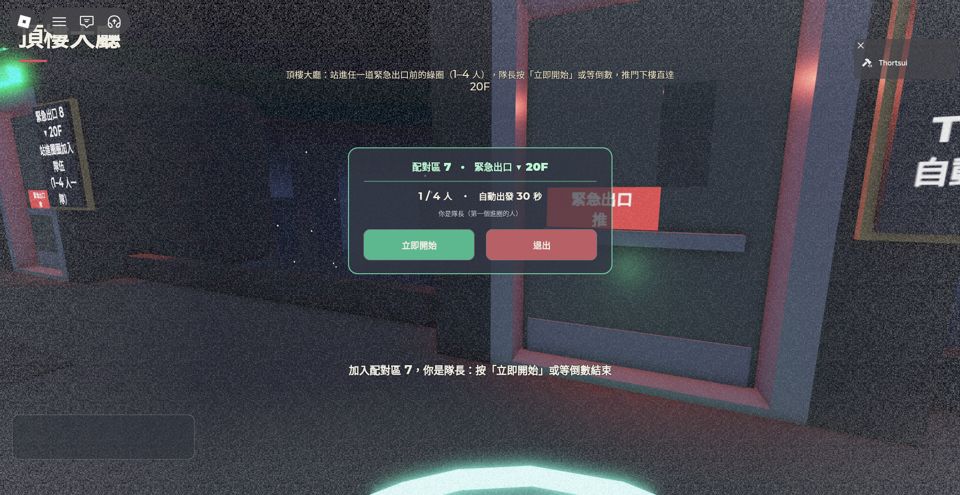 頂樓大廳
頂樓大廳：站進任一道緊急出口前的綠圈（1–4 人），隊長按「立即開始」或等倒數，推門下樓直達
20F
Thortsui
緊急出口 8
▼ 20F
站進圈圈加入
隊伍
(1–4 人一
隊)
配對區 7 • 緊急出口 ▼ 20F
1 / 4 人 • 自動出發 30 秒
你是隊長（第一個進圈的人）
立即開始
退出
緊急出口
推
自動
加入配對區 7，你是隊長：按「立即開始」或等倒數結束